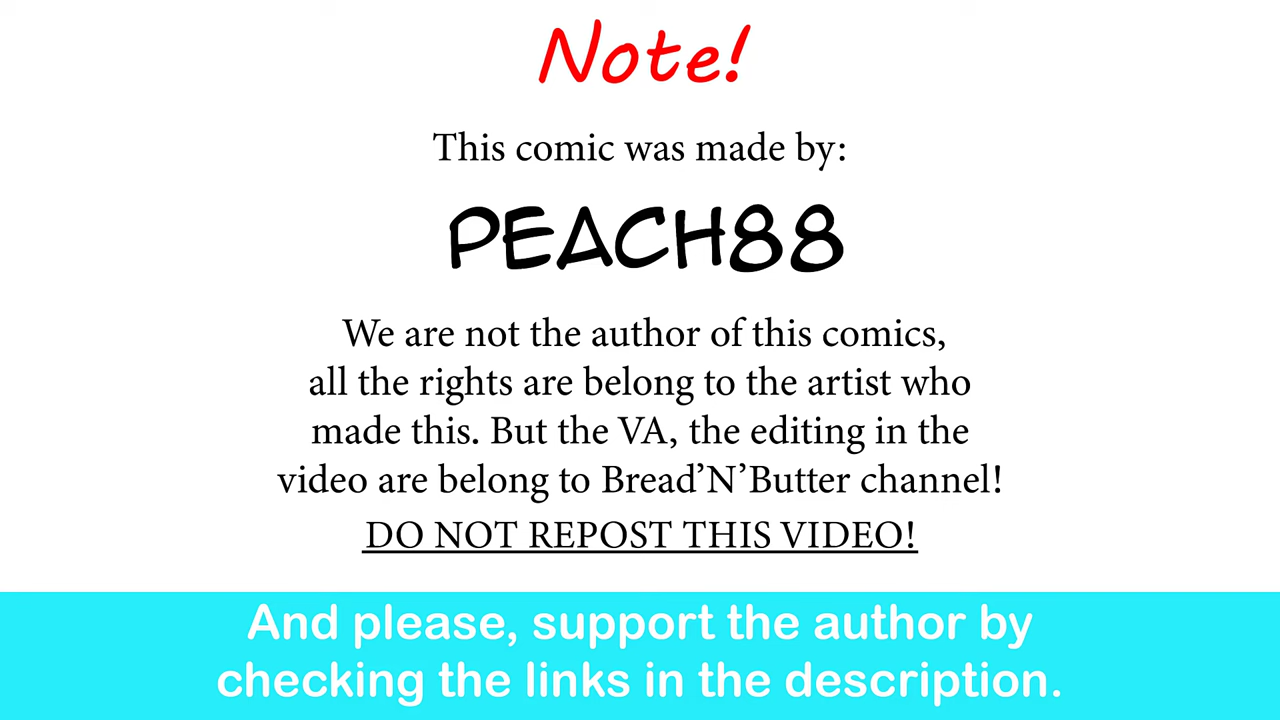 Note!
This comic was made by:
PEACH88
We are not the author of this comics,
all the rights are belong to the artist who
made this. But the VA, the editing in the
video are belong to Bread’N’Butter channel!
DO NOT REPOST THIS VIDEO!
And please, support the author by
checking the links in the description.